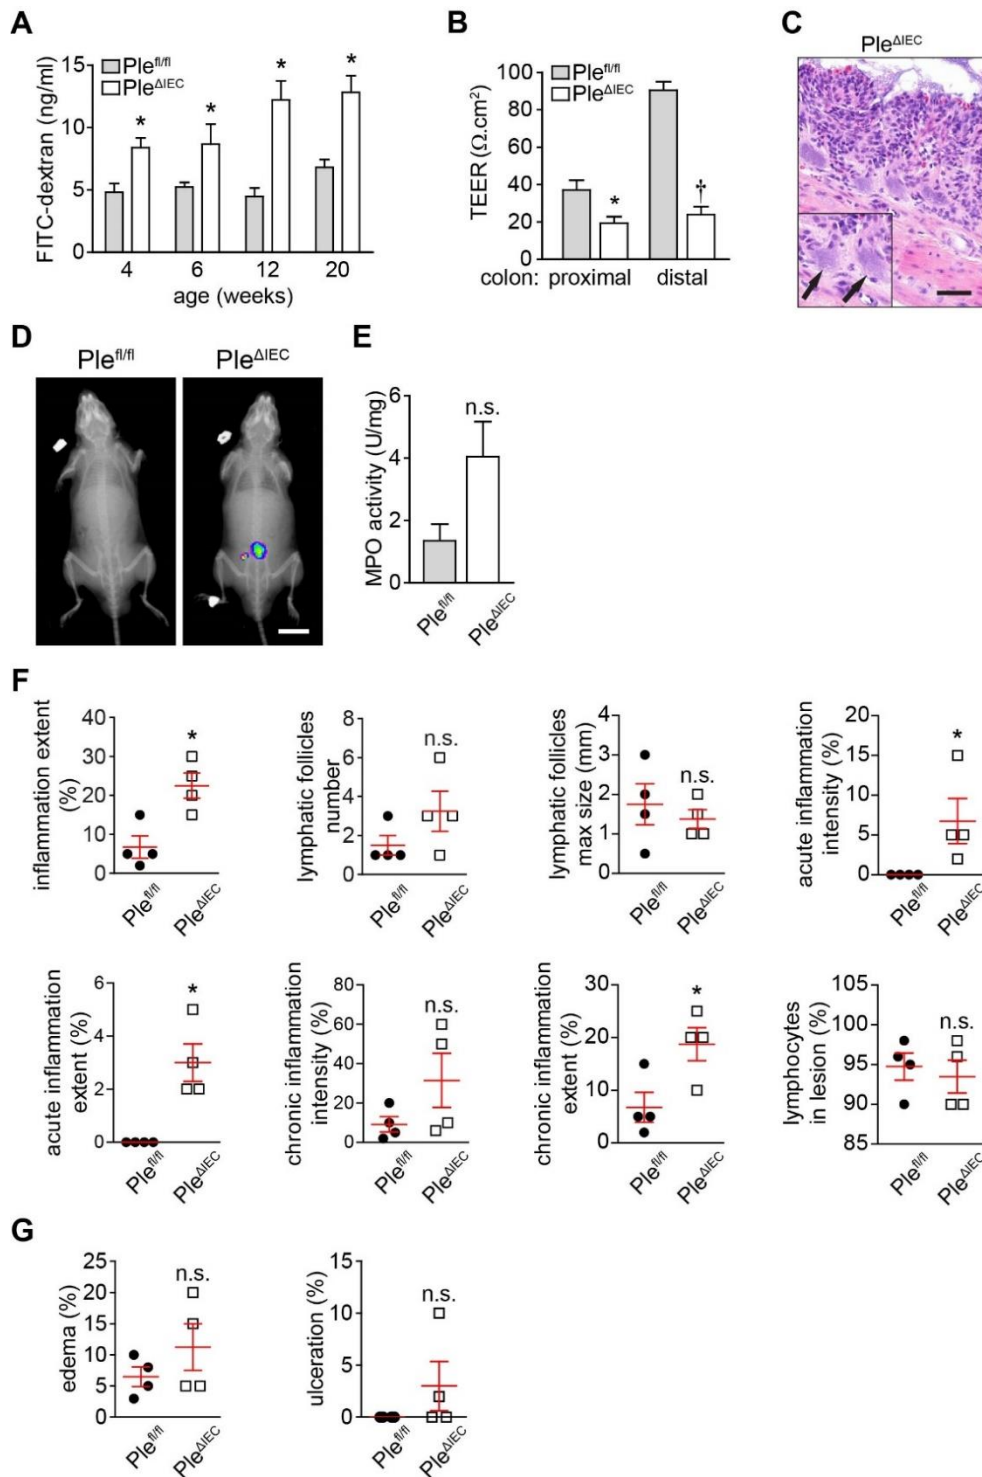 A
FITC-dextran (ng/ml)
15
10
5
0
Ple^fl/fl
Ple^ΔIEC
*
*
*
*
4 6 12 20
age (weeks)
B
TEER (Ω.cm²)
100
80
60
40
20
0
Ple^fl/fl
Ple^ΔIEC
*
†
colon: proximal distal
C
Ple^ΔIEC
D
Ple^fl/fl Ple^ΔIEC
E
MPO activity (U/mg)
6
4
2
0
n.s.
Ple^fl/fl Ple^ΔIEC
F
inflammation extent
(%)
40
30
20
10
0
*
Ple^fl/fl Ple^ΔIEC
lymphatic follicles
number
8
6
4
2
0
n.s.
Ple^fl/fl Ple^ΔIEC
lymphatic follicles
max size (mm)
4
3
2
1
0
n.s.
Ple^fl/fl Ple^ΔIEC
acute inflammation
intensity (%)
20
15
10
5
0
*
Ple^fl/fl Ple^ΔIEC
acute inflammation
extent (%)
6
4
2
0
*
Ple^fl/fl Ple^ΔIEC
chronic inflammation
intensity (%)
80
60
40
20
0
n.s.
Ple^fl/fl Ple^ΔIEC
chronic inflammation
extent (%)
30
20
10
0
*
Ple^fl/fl Ple^ΔIEC
lymphocytes
in lesion (%)
105
100
95
90
85
n.s.
Ple^fl/fl Ple^ΔIEC
G
edema (%)
25
20
15
10
5
0
n.s.
Ple^fl/fl Ple^ΔIEC
ulceration (%)
15
10
5
0
n.s.
Ple^fl/fl Ple^ΔIEC